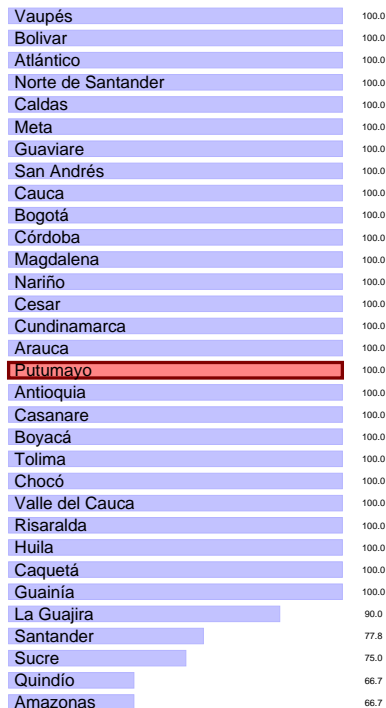 Vaupés 100.0
Bolivar 100.0
Atlántico 100.0
Norte de Santander 100.0
Caldas 100.0
Meta 100.0
Guaviare 100.0
San Andrés 100.0
Cauca 100.0
Bogotá 100.0
Córdoba 100.0
Magdalena 100.0
Nariño 100.0
Cesar 100.0
Cundinamarca 100.0
Arauca 100.0
Putumayo 100.0
Antioquia 100.0
Casanare 100.0
Boyacá 100.0
Tolima 100.0
Chocó 100.0
Valle del Cauca 100.0
Risaralda 100.0
Huila 100.0
Caquetá 100.0
Guainía 100.0
La Guajira 90.0
Santander 77.8
Sucre 75.0
Quindío 66.7
Amazonas 66.7